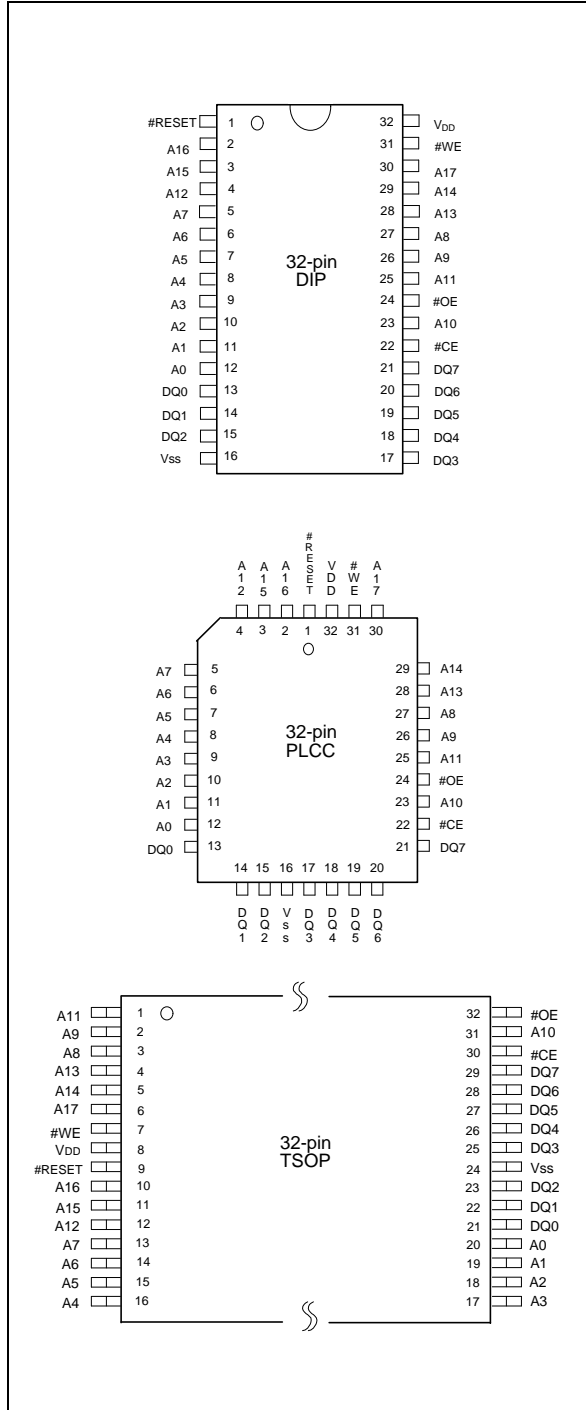 #RESET 1 32 VDD
A16 2 31 #WE
A15 3 30 A17
A12 4 29 A14
A7 5 28 A13
A6 6 27 A8
A5 7 26 A9
32-pin
DIP
A4 8 25 A11
A3 9 24 #OE
A2 10 23 A10
A1 11 22 #CE
A0 12 21 DQ7
DQ0 13 20 DQ6
DQ1 14 19 DQ5
DQ2 15 18 DQ4
Vss 16 17 DQ3
A12 A15 A16 #RESET VDD #WE A17
4 3 2 1 32 31 30
A7 5 29 A14
A6 6 28 A13
A5 7 27 A8
A4 8 26 A9
32-pin
PLCC
A3 9 25 A11
A2 10 24 #OE
A1 11 23 A10
A0 12 22 #CE
DQ0 13 21 DQ7
14 15 16 17 18 19 20
DQ1 DQ2 Vss DQ3 DQ4 DQ5 DQ6
A11 1 32 #OE
A9 2 31 A10
A8 3 30 #CE
A13 4 29 DQ7
A14 5 28 DQ6
A17 6 27 DQ5
#WE 7 26 DQ4
VDD 8 25 DQ3
32-pin
TSOP
#RESET 9 24 Vss
A16 10 23 DQ2
A15 11 22 DQ1
A12 12 21 DQ0
A7 13 20 A0
A6 14 19 A1
A5 15 18 A2
A4 16 17 A3